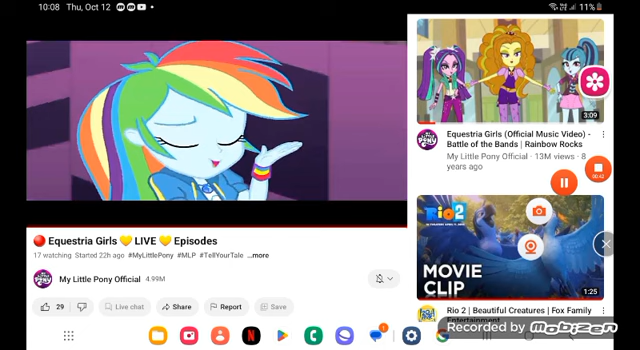 10:08 Thu, Oct 12
11%
Equestria Girls 💛 LIVE 💛 Episodes
17 watching Started 22h ago #MyLittlePony #MLP #TellYourTale ...more
My Little Pony Official 4.99M
29
Live chat
Share
Report
Save
3:09
Equestria Girls (Official Music Video) -
Battle of the Bands | Rainbow Rocks
My Little Pony Official · 13M views · 8
years ago
RIO 2
MOVIE
CLIP
1:25
Rio 2 | Beautiful Creatures | Fox Family
Entertainment
Recorded by Mobizen